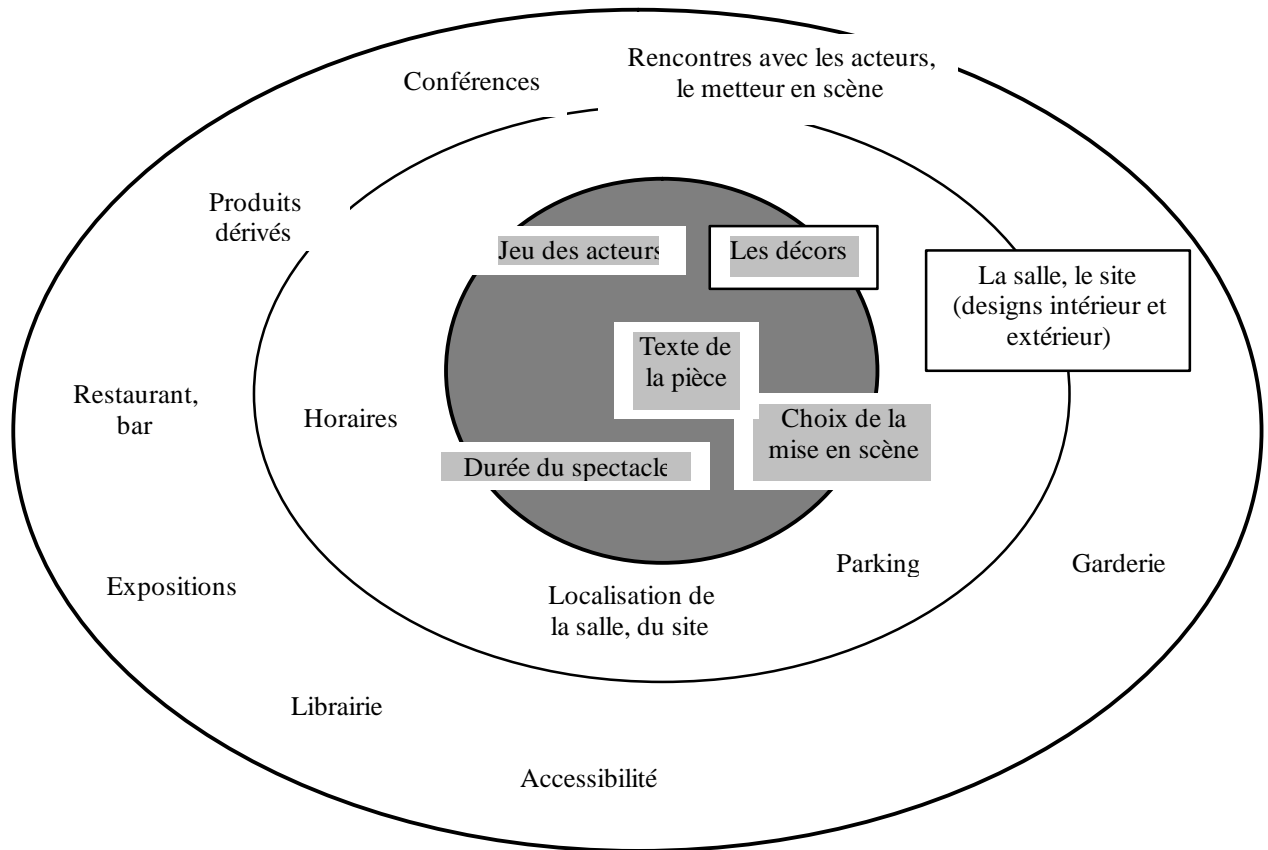 Conférences
Rencontres avec les acteurs,
le metteur en scène
Produits
dérivés
Jeu des acteurs
Les décors
La salle, le site
(designs intérieur et
extérieur)
Texte de
la pièce
Restaurant,
bar
Horaires
Choix de la
mise en scène
Durée du spectacle
Parking
Garderie
Expositions
Localisation de
la salle, du site
Librairie
Accessibilité